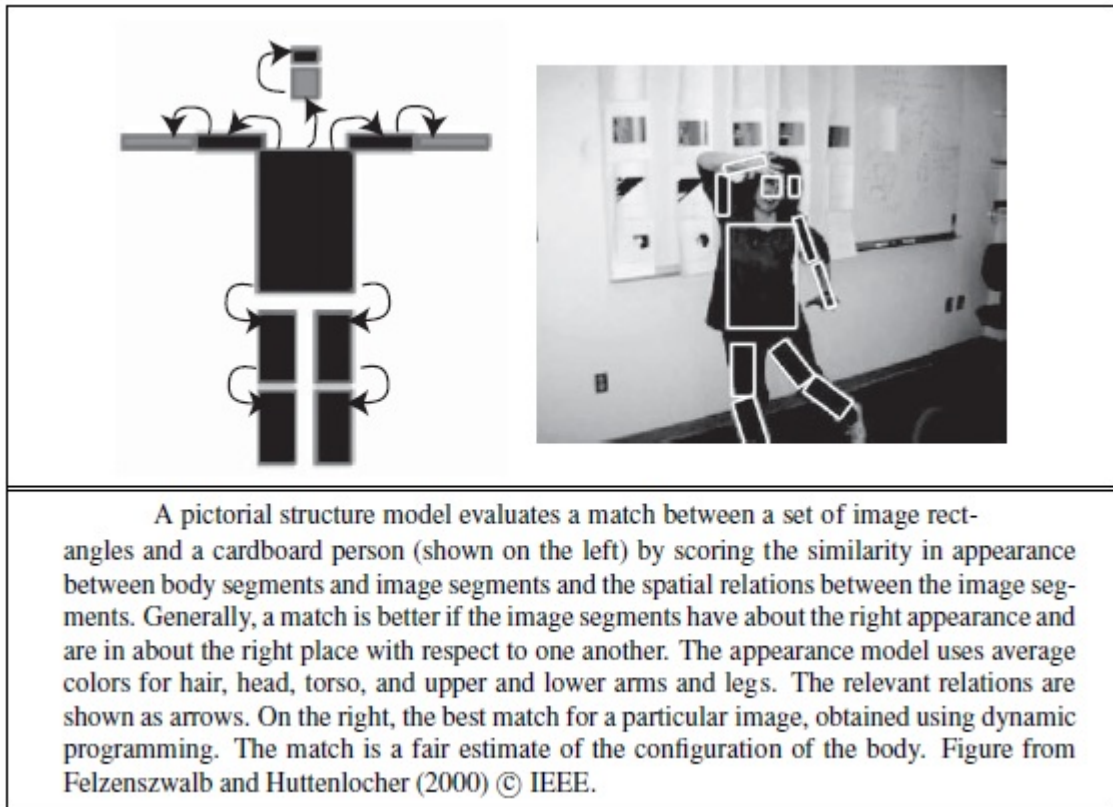 A pictorial structure model evaluates a match between a set of image rect-
angles and a cardboard person (shown on the left) by scoring the similarity in appearance
between body segments and image segments and the spatial relations between the image seg-
ments. Generally, a match is better if the image segments have about the right appearance and
are in about the right place with respect to one another. The appearance model uses average
colors for hair, head, torso, and upper and lower arms and legs. The relevant relations are
shown as arrows. On the right, the best match for a particular image, obtained using dynamic
programming. The match is a fair estimate of the configuration of the body. Figure from
Felzenszwalb and Huttenlocher (2000) © IEEE.